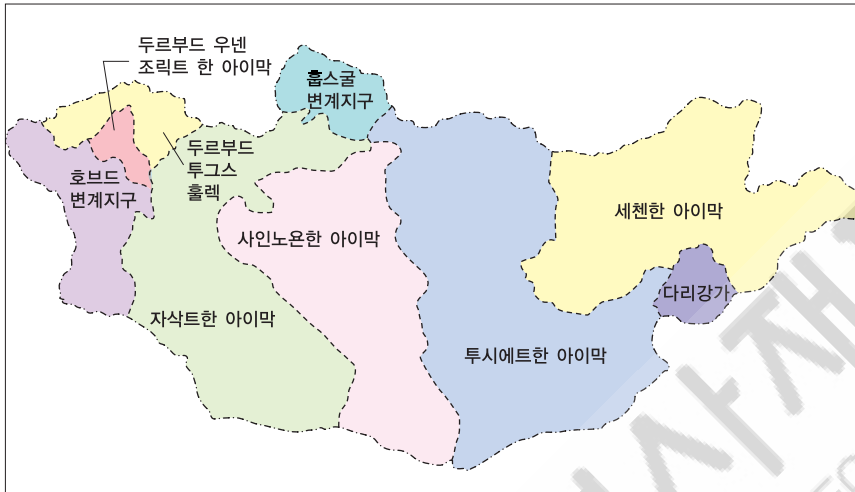 두르부드 우넨
조릭트 한 아이막
훕스굴
변계지구
두르부드
투그스
훌렉
호브드
변계지구
세첸한 아이막
사인노욘한 아이막
다리강가
자삭트한 아이막
투시에트한 아이막